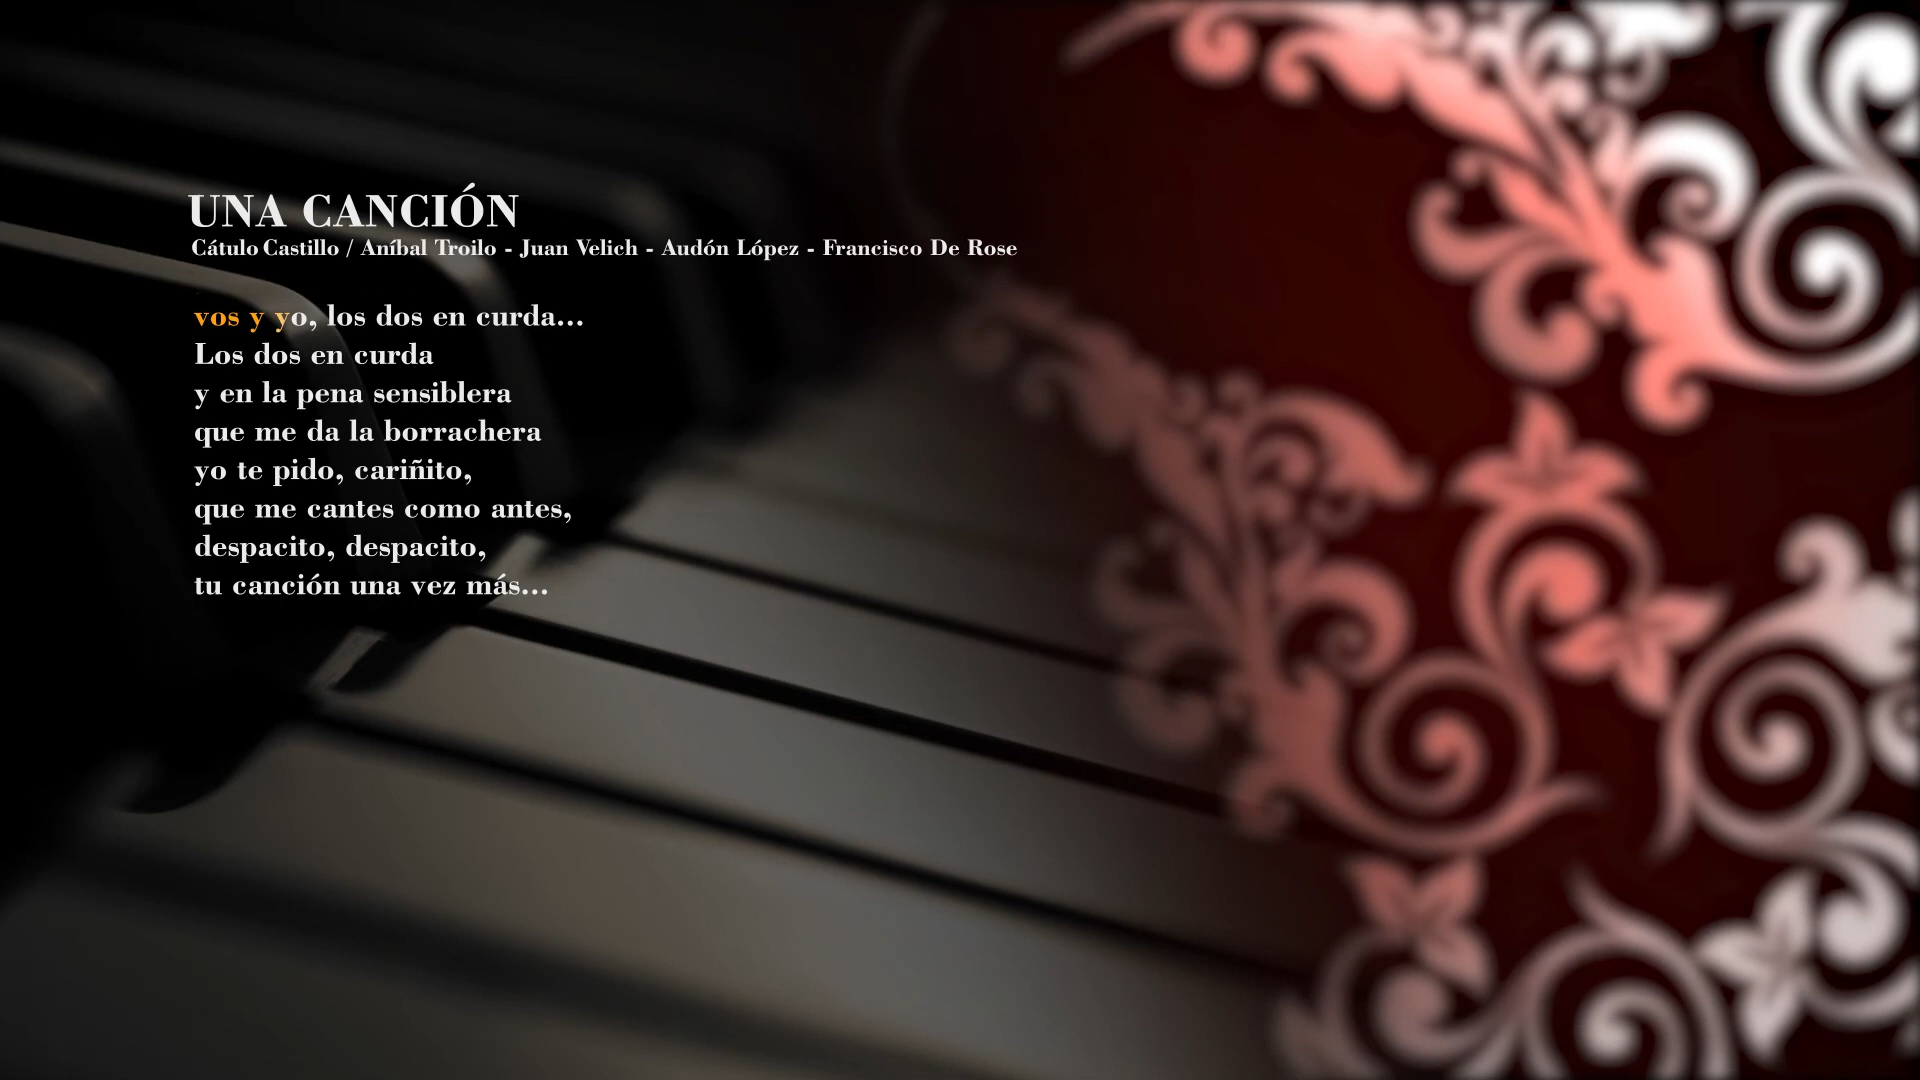 UNA CANCIÓN
Cátulo Castillo / Aníbal Troilo - Juan Velich - Audón López - Francisco De Rose
vos y yo, los dos en curda...
Los dos en curda
y en la pena sensiblera
que me da la borrachera
yo te pido, cariñito,
que me cantes como antes,
despacito, despacito,
tu canción una vez más...